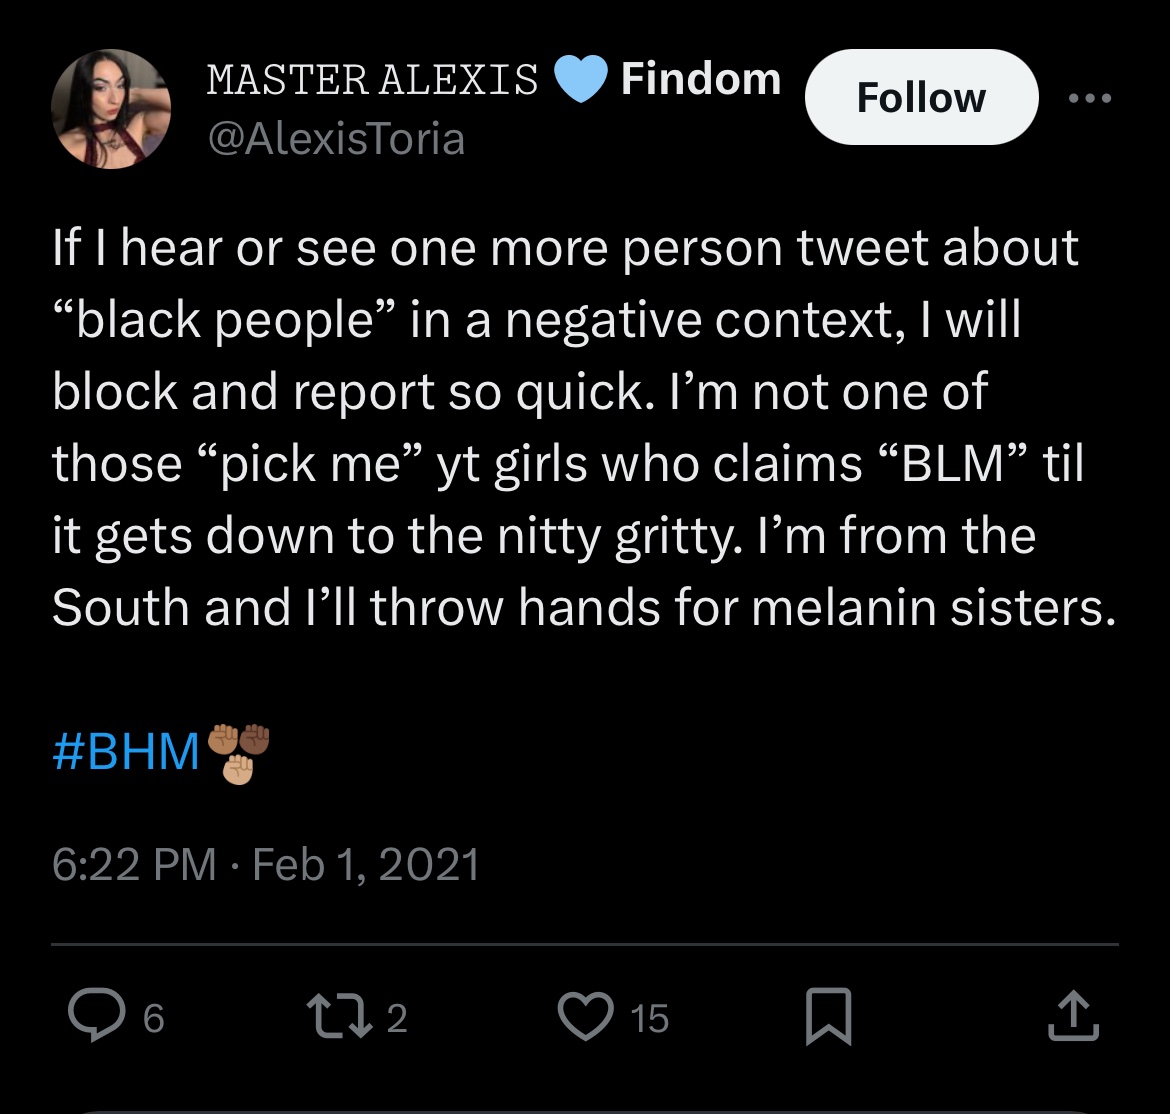 MASTER ALEXIS 🩵 Findom
Follow
@AlexisToria
If I hear or see one more person tweet about
“black people” in a negative context, I will
block and report so quick. I’m not one of
those “pick me” yt girls who claims “BLM” til
it gets down to the nitty gritty. I’m from the
South and I’ll throw hands for melanin sisters.
#BHM✊🏽✊🏾✊🏼
6:22 PM · Feb 1, 2021
6 2 15